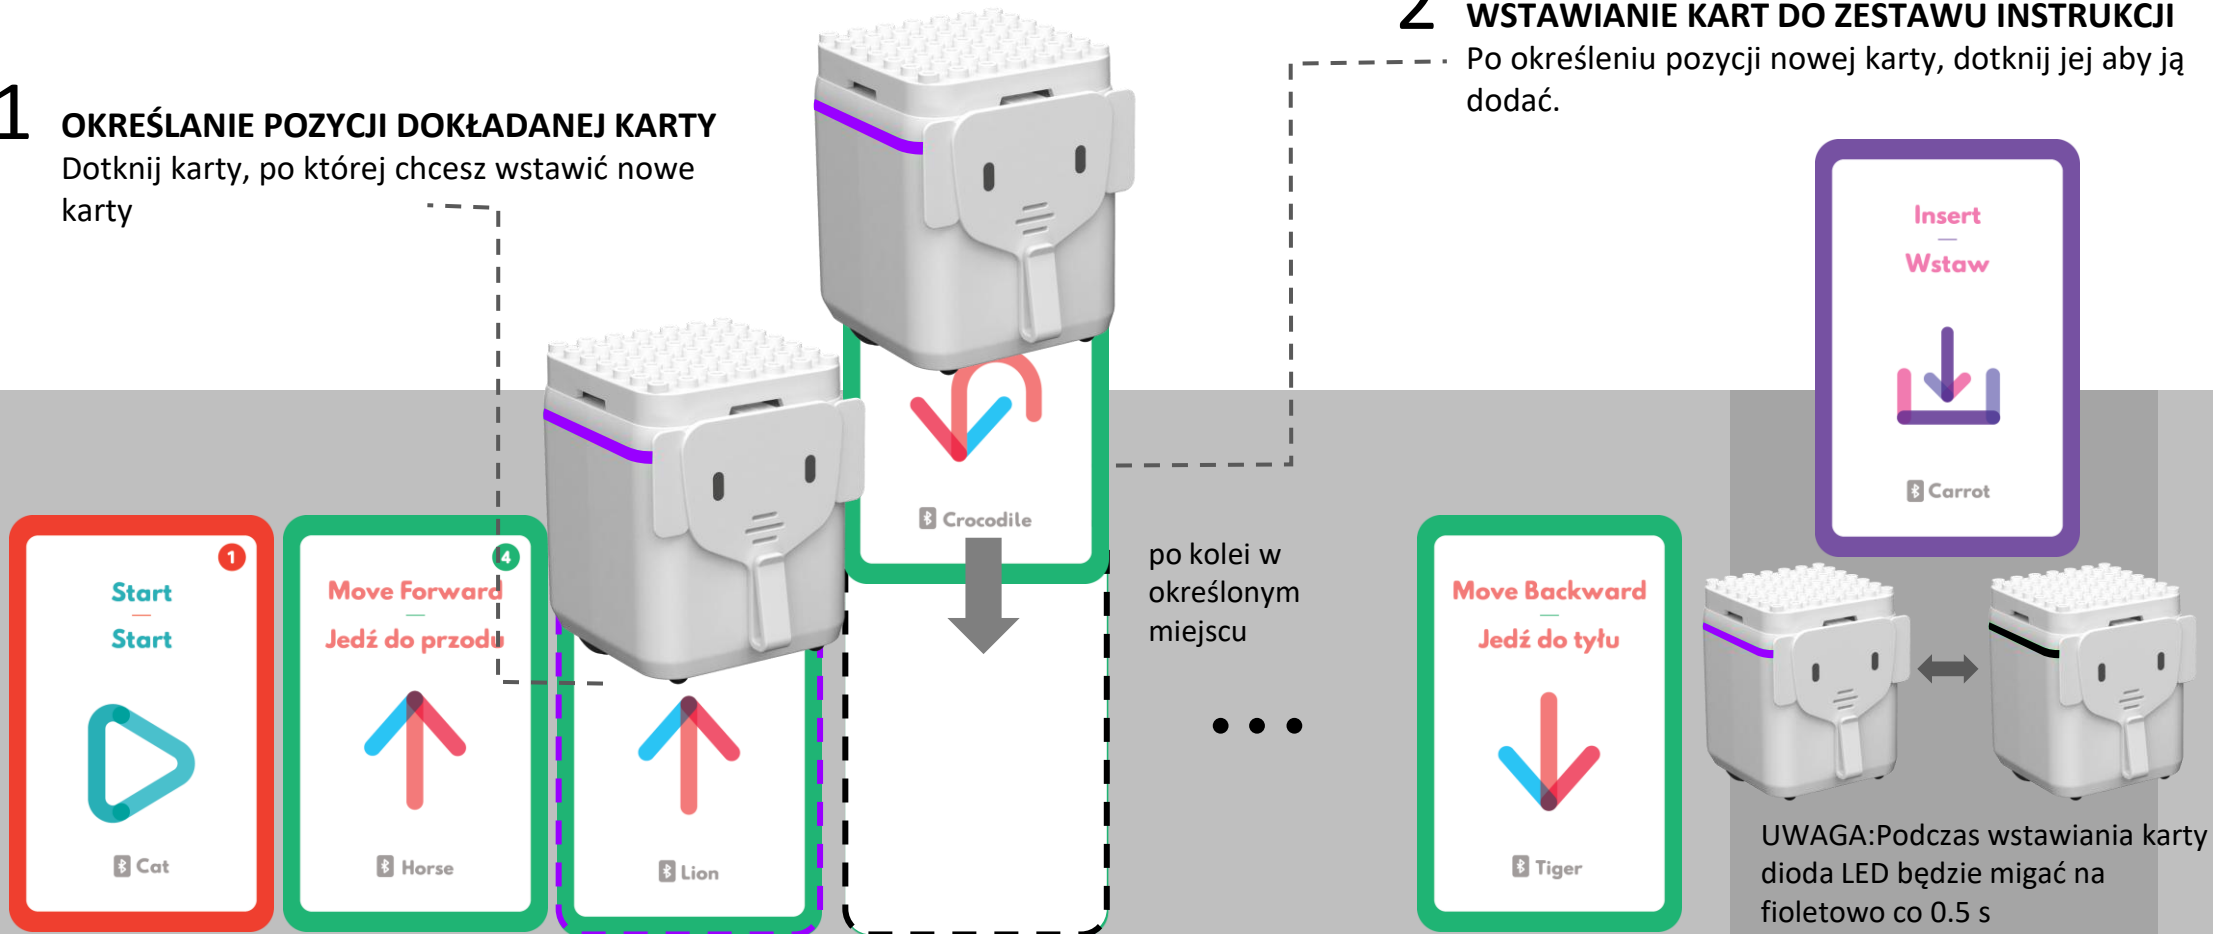 1
OKREŚLANIE POZYCJI DOKŁADANEJ KARTY
Dotknij karty, po której chcesz wstawić nowe
karty
2
WSTAWIANIE KART DO ZESTAWU INSTRUKCJI
Po określeniu pozycji nowej karty, dotknij jej aby ją
dodać.
Insert
Wstaw
Carrot
Crocodile
po kolei w
określonym
miejscu
1
Start
Start
Cat
4
Move Forward
Jedź do przodu
Horse
Lion
• • •
Move Backward
Jedź do tyłu
Tiger
UWAGA:Podczas wstawiania karty
dioda LED będzie migać na
fioletowo co 0.5 s